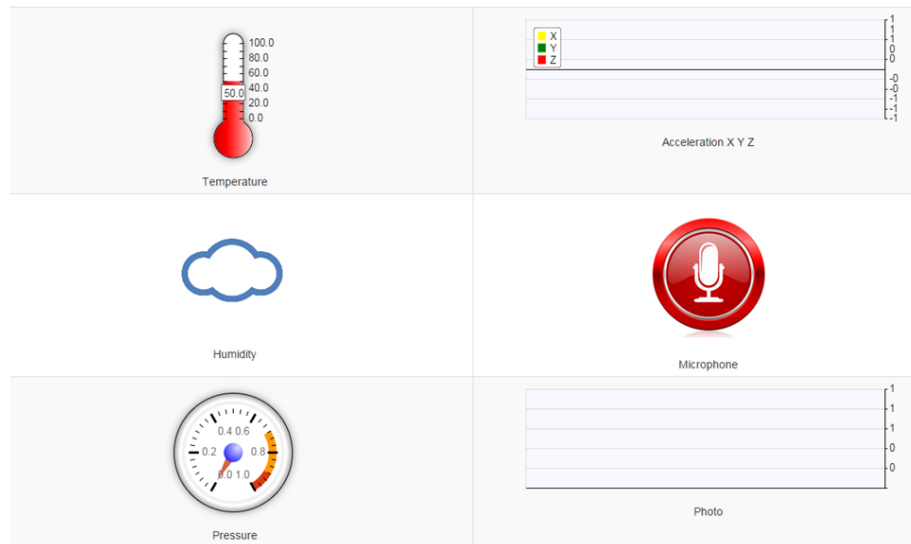 100.0
80.0
60.0
40.0
20.0
0.0
50.0
Temperature
X
Y
Z
1
1
1
0
0
-0
-0
-1
-1
-1
Acceleration X Y Z
Humidity
Microphone
0.4 0.6
0.2 0.8
0.0 1.0
Pressure
1
1
1
0
0
Photo